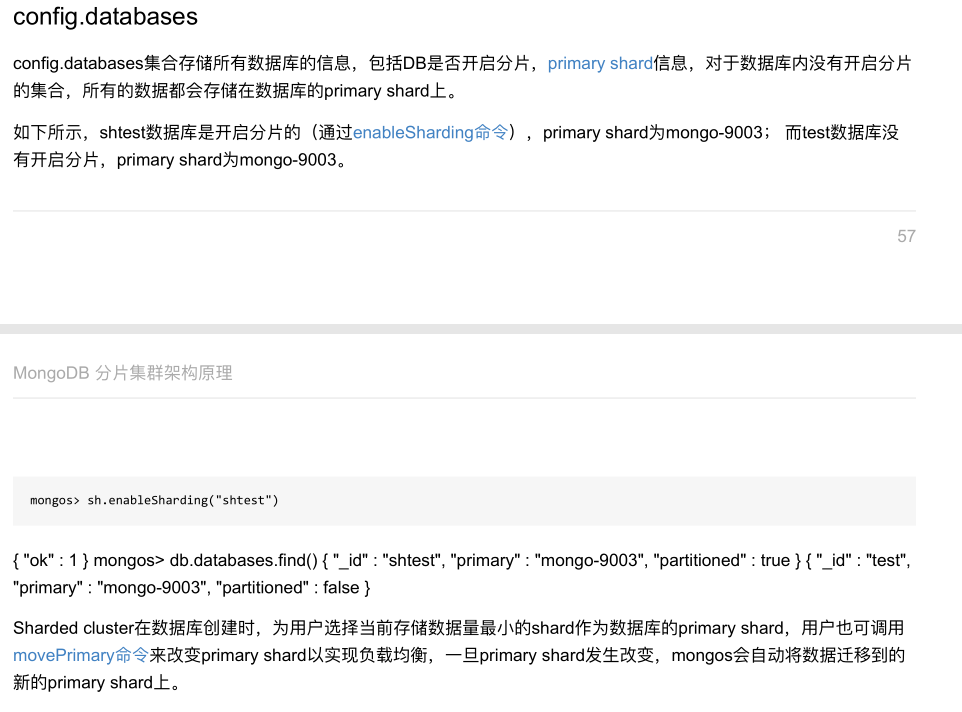 config.databases
config.databases集合存储所有数据库的信息，包括DB是否开启分片，primary shard信息，对于数据库内没有开启分片
的集合，所有的数据都会存储在数据库的primary shard上。
如下所示，shtest数据库是开启分片的（通过enableSharding命令），primary shard为mongo-9003； 而test数据库没
有开启分片，primary shard为mongo-9003。
57
MongoDB 分片集群架构原理
mongos> sh.enableSharding("shtest")
{ "ok" : 1 } mongos> db.databases.find() { "_id" : "shtest", "primary" : "mongo-9003", "partitioned" : true } { "_id" : "test",
"primary" : "mongo-9003", "partitioned" : false }
Sharded cluster在数据库创建时，为用户选择当前存储数据量最小的shard作为数据库的primary shard，用户也可调用
movePrimary命令来改变primary shard以实现负载均衡，一旦primary shard发生改变，mongos会自动将数据迁移到的
新的primary shard上。